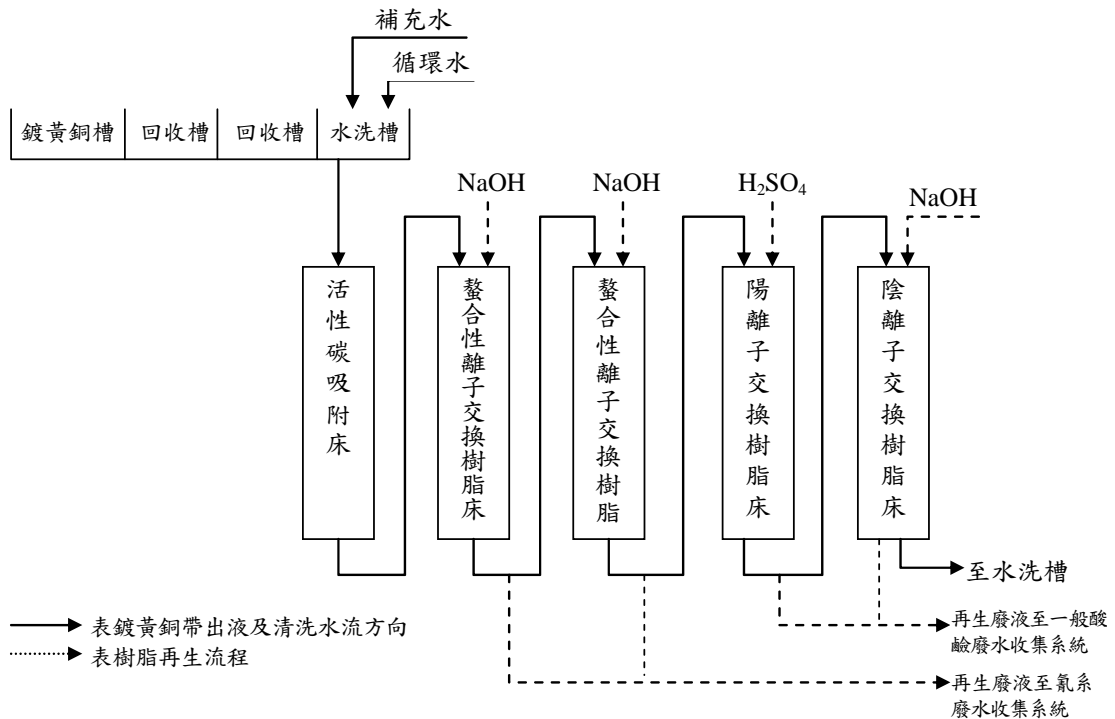 補充水
循環水
鍍黃銅槽
回收槽
回收槽
水洗槽
NaOH
NaOH
H₂SO₄
NaOH
活性碳吸附床
螯合性離子交換樹脂床
螯合性離子交換樹脂
陽離子交換樹脂床
陰離子交換樹脂床
至水洗槽
表鍍黃銅帶出液及清洗水流方向
表樹脂再生流程
再生廢液至一般酸
鹼廢水收集系統
再生廢液至氰系
廢水收集系統